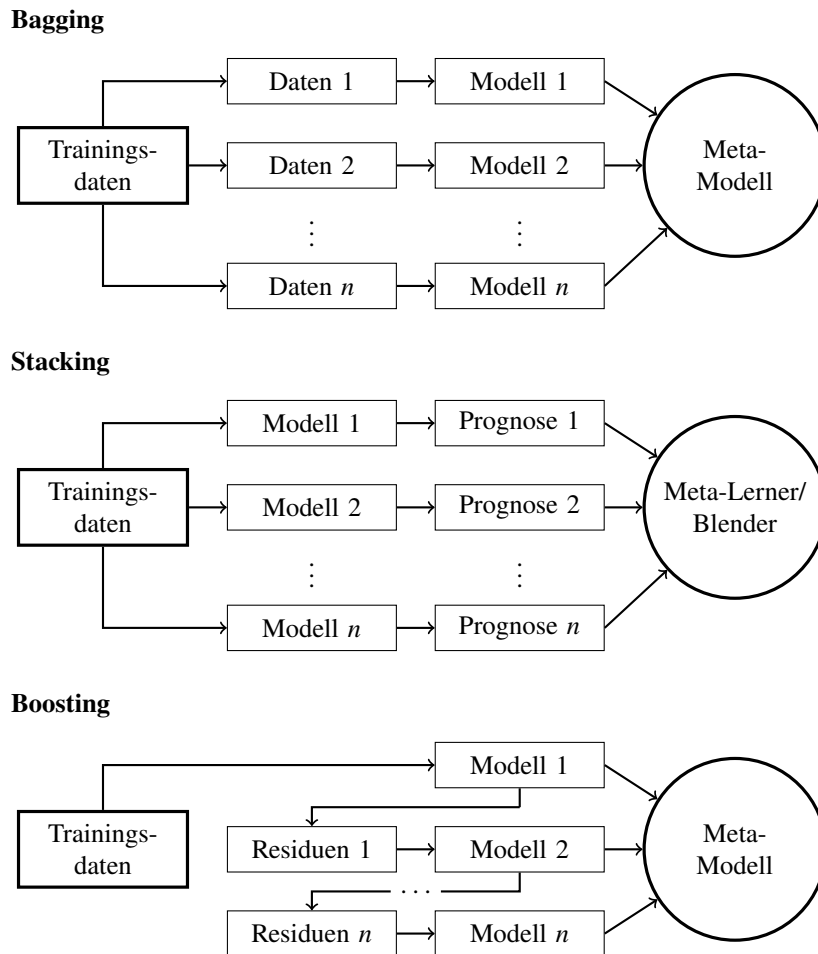 Bagging
Daten 1
Modell 1
Trainings-
daten
Daten 2
Modell 2
Meta-
Modell
⋮
⋮
Daten n
Modell n
Stacking
Modell 1
Prognose 1
Trainings-
daten
Modell 2
Prognose 2
Meta-Lerner/
Blender
⋮
⋮
Modell n
Prognose n
Boosting
Modell 1
Trainings-
daten
Residuen 1
Modell 2
Meta-
Modell
...
Residuen n
Modell n